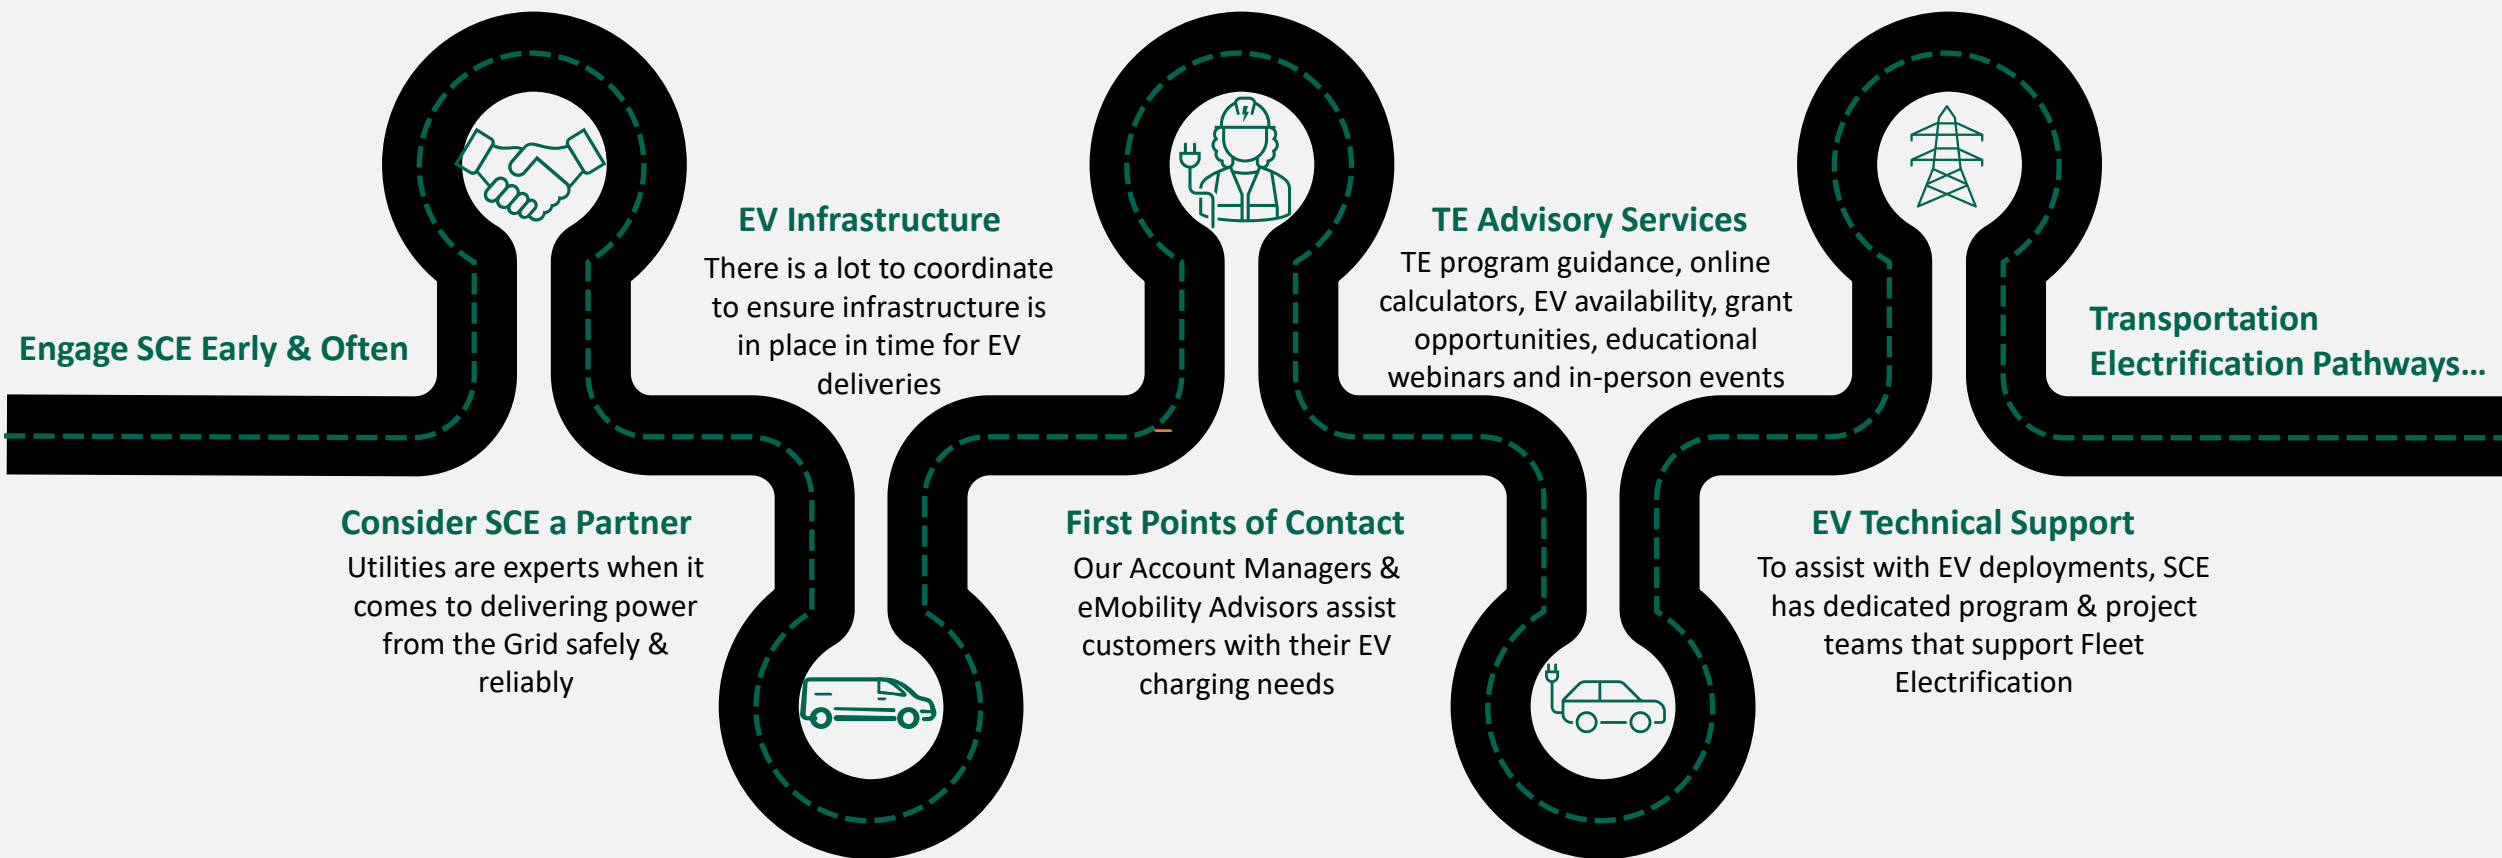 Engage SCE Early & Often
Consider SCE a Partner
Utilities are experts when it
comes to delivering power
from the Grid safely &
reliably
EV Infrastructure
There is a lot to coordinate
to ensure infrastructure is
in place in time for EV
deliveries
First Points of Contact
Our Account Managers &
eMobility Advisors assist
customers with their EV
charging needs
TE Advisory Services
TE program guidance, online
calculators, EV availability, grant
opportunities, educational
webinars and in-person events
EV Technical Support
To assist with EV deployments, SCE
has dedicated program & project
teams that support Fleet
Electrification
Transportation
Electrification Pathways...